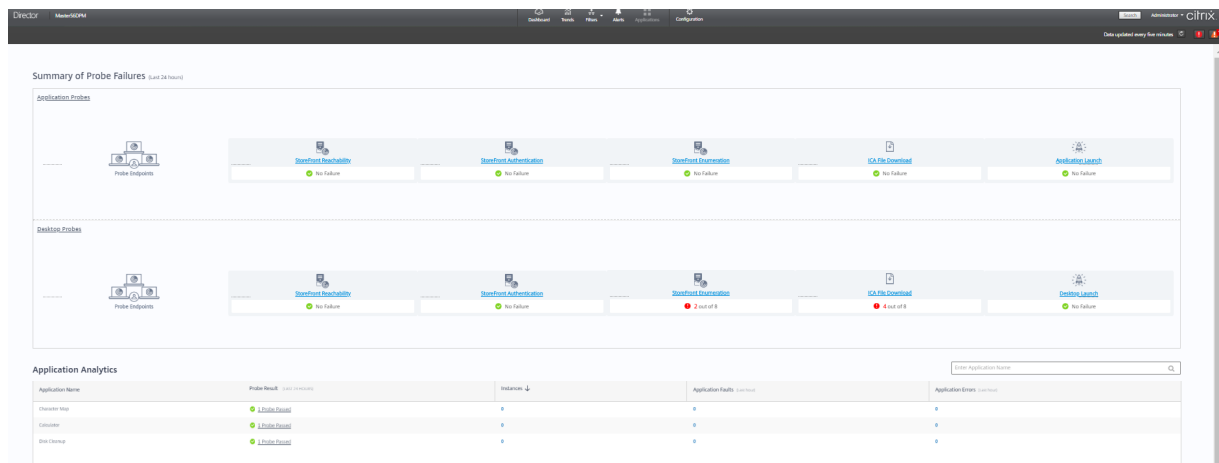 Director Master56DPM Dashboard Trends Filters Alerts Applications Configuration Search Administrator citrix
Data updated every five minutes
Summary of Probe Failures (Last 24 hours)
Application Probes
Probe Endpoints
StoreFront Reachability StoreFront Authentication StoreFront Enumeration ICA File Download Application Launch
No Failure No Failure No Failure No Failure No Failure
Desktop Probes
Probe Endpoints
StoreFront Reachability StoreFront Authentication StoreFront Enumeration ICA File Download Desktop Launch
No Failure No Failure 2 out of 8 4 out of 8 No Failure
Application Analytics Enter Application Name
Application Name Probe Result Instances Application Faults Application Errors
Character Map 1 Probe Passed 0 0 0
Calculator 1 Probe Passed 0 0 0
Disk Cleanup 1 Probe Passed 0 0 0